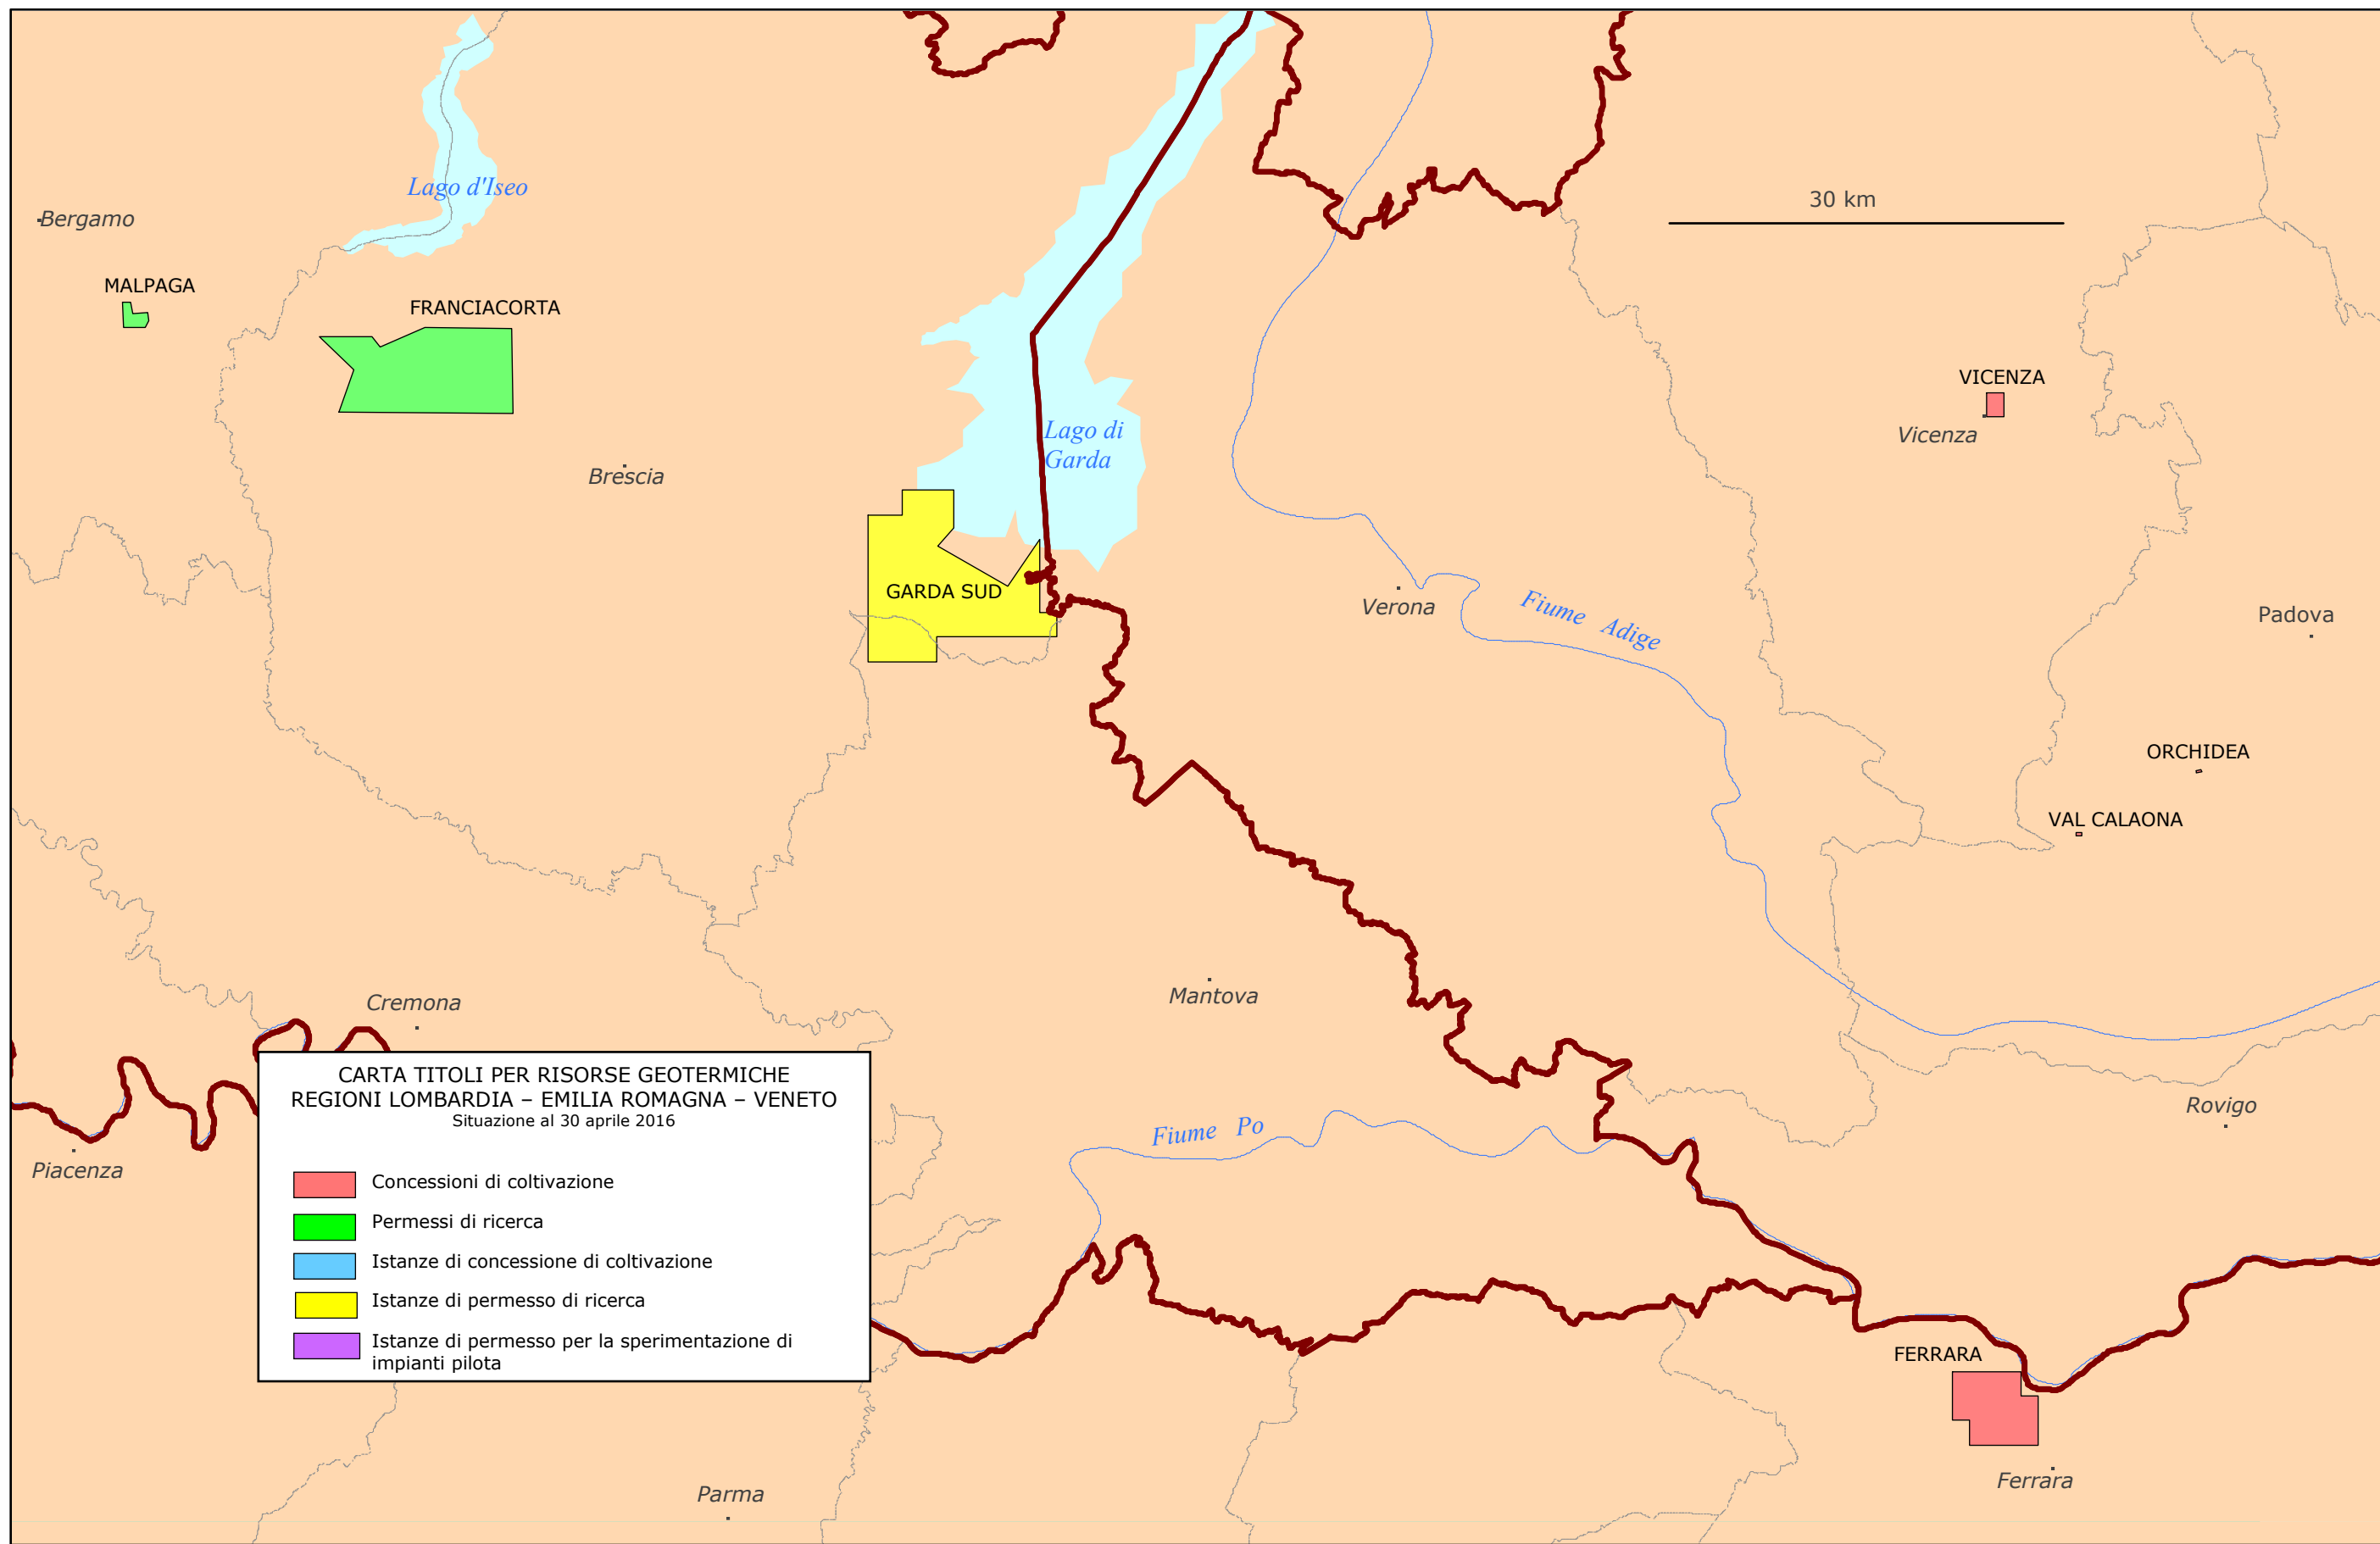 Lago d'Iseo
30 km
Bergamo
MALPAGA
FRANCIACORTA
VICENZA
Vicenza
Lago di
Garda
Brescia
GARDA SUD
Verona
Fiume Adige
Padova
ORCHIDEA
VAL CALAONA
Cremona
Mantova
CARTA TITOLI PER RISORSE GEOTERMICHE
REGIONI LOMBARDIA – EMILIA ROMAGNA – VENETO
Situazione al 30 aprile 2016
Concessioni di coltivazione
Permessi di ricerca
Istanze di concessione di coltivazione
Istanze di permesso di ricerca
Istanze di permesso per la sperimentazione di
impianti pilota
Fiume Po
Rovigo
Piacenza
FERRARA
Ferrara
Parma